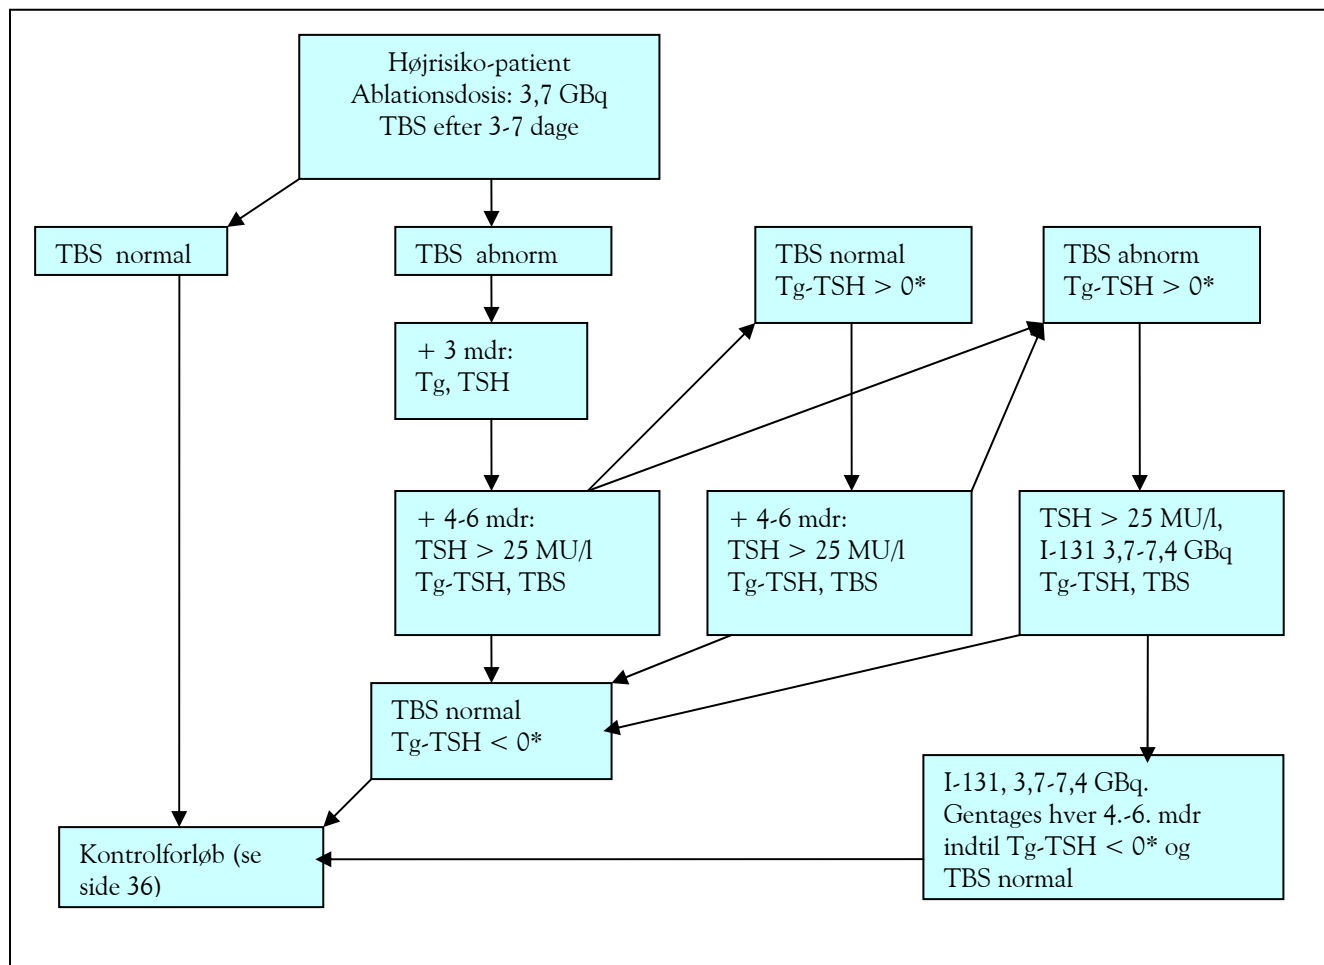 Højrisiko-patient
Ablationsdosis: 3,7 GBq
TBS efter 3-7 dage
TBS normal
TBS abnorm
TBS normal
Tg-TSH > 0*
TBS abnorm
Tg-TSH > 0*
+ 3 mdr:
Tg, TSH
+ 4-6 mdr:
TSH > 25 MU/l
Tg-TSH, TBS
+ 4-6 mdr:
TSH > 25 MU/l
Tg-TSH, TBS
TSH > 25 MU/l,
I-131 3,7-7,4 GBq
Tg-TSH, TBS
TBS normal
Tg-TSH < 0*
I-131, 3,7-7,4 GBq.
Gentages hver 4.-6. mdr
indtil Tg-TSH < 0* og
TBS normal
Kontrolforløb (se
side 36)